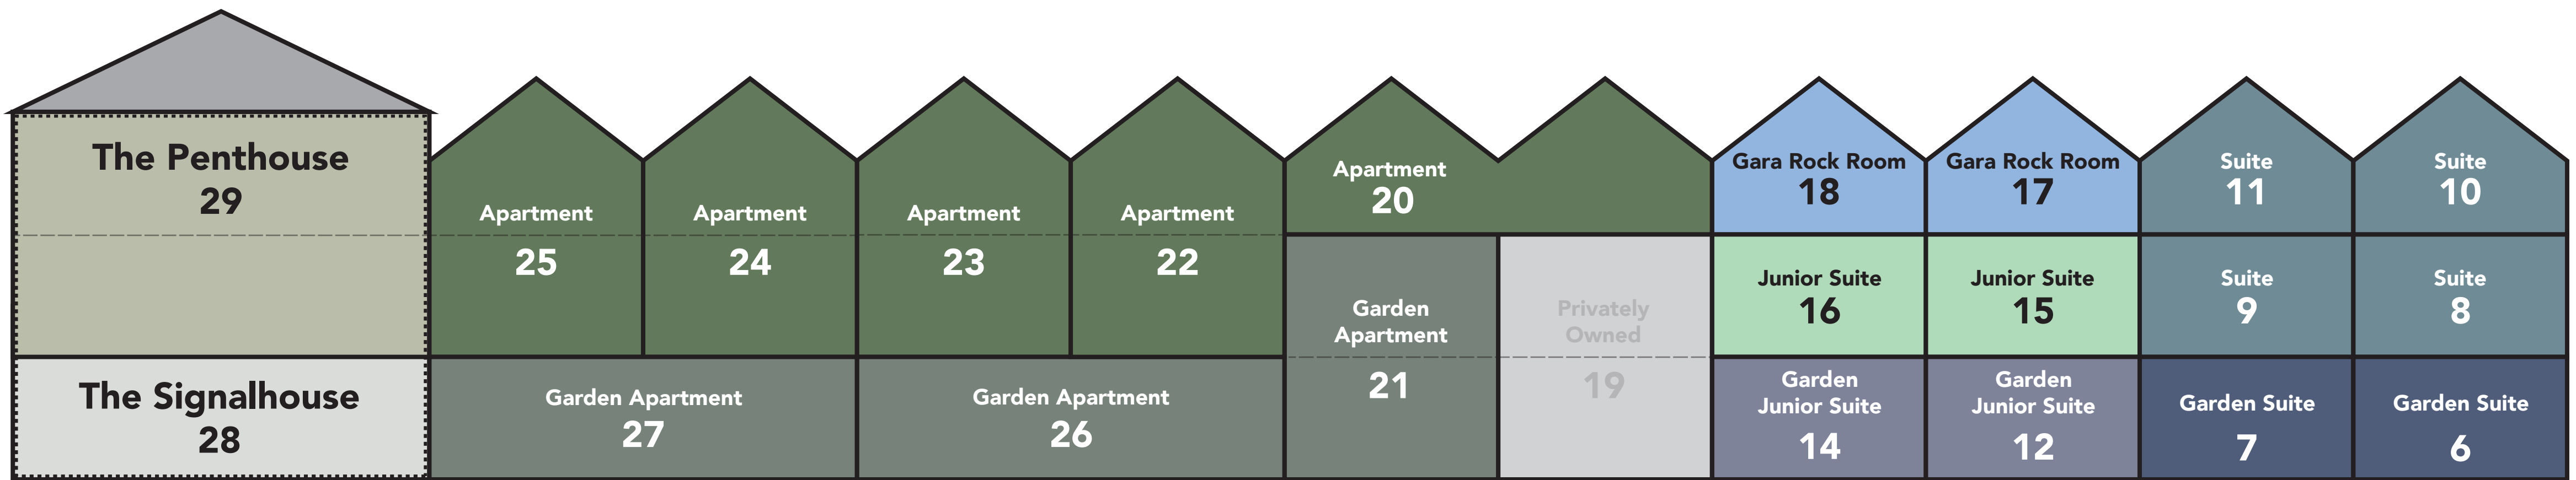 The Penthouse
29
The Signalhouse
28
Apartment
25
Apartment
24
Apartment
23
Apartment
22
Garden Apartment
27
Garden Apartment
26
Apartment
20
Garden
Apartment
21
Privately
Owned
19
Gara Rock Room
18
Gara Rock Room
17
Junior Suite
16
Junior Suite
15
Garden
Junior Suite
14
Garden
Junior Suite
12
Suite
11
Suite
10
Suite
9
Suite
8
Garden Suite
7
Garden Suite
6